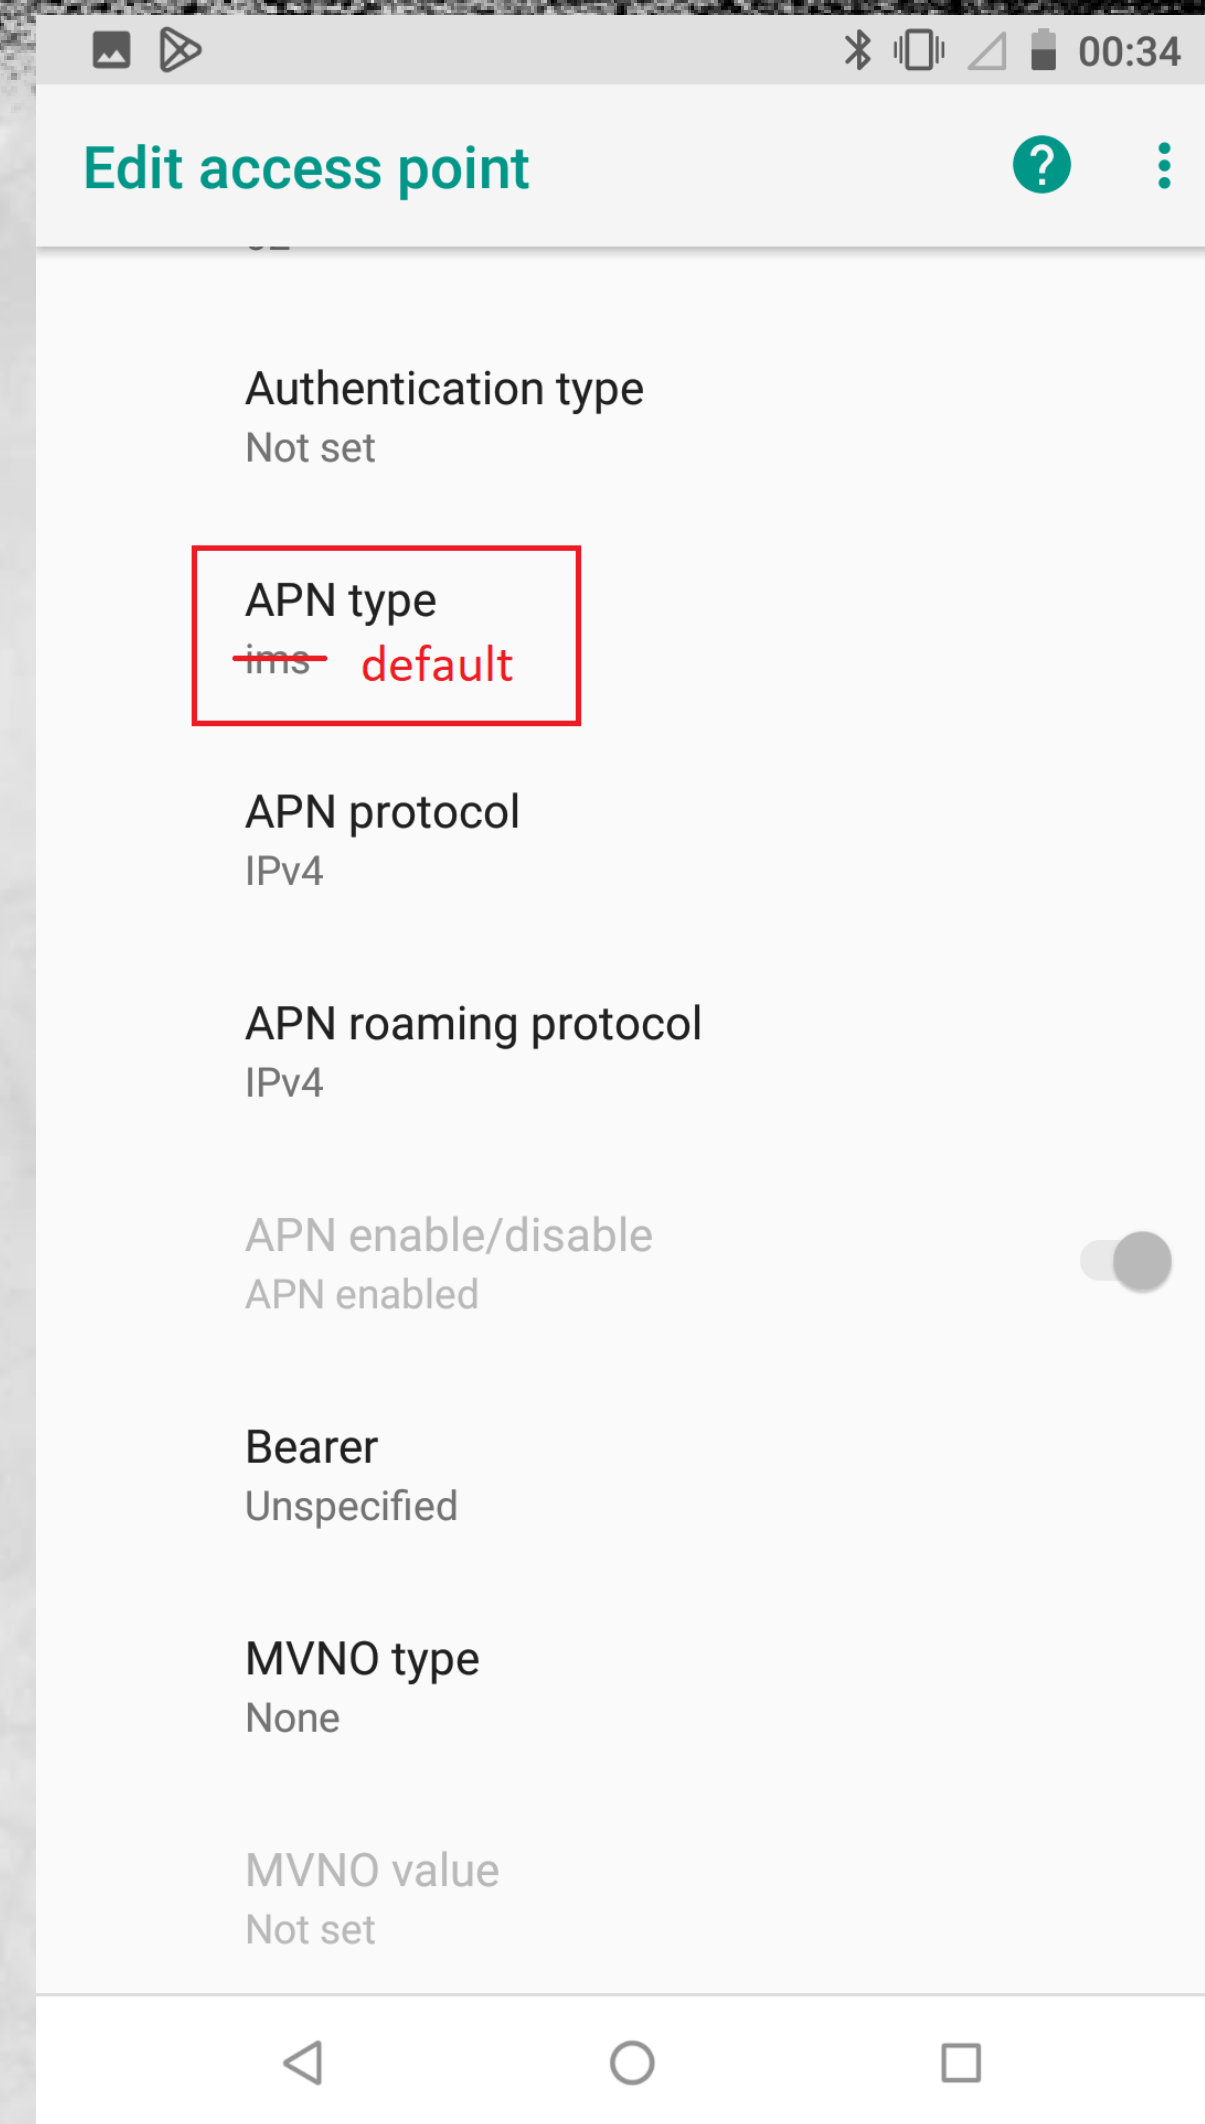 00:34
Edit access point
Authentication type
Not set
APN type
ims default
APN protocol
IPv4
APN roaming protocol
IPv4
APN enable/disable
APN enabled
Bearer
Unspecified
MVNO type
None
MVNO value
Not set